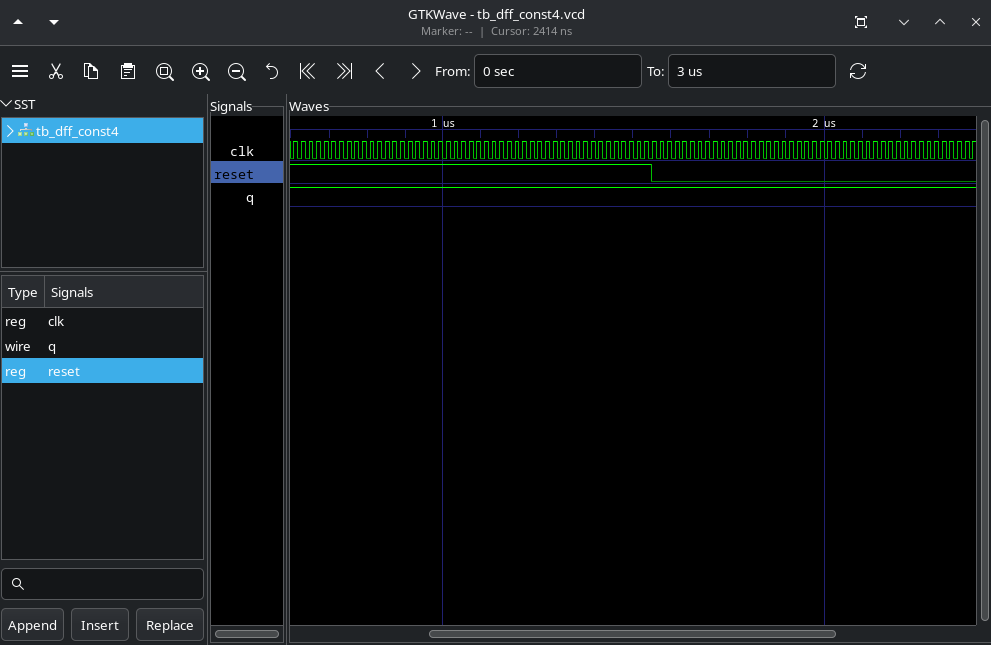 GTKWave - tb_dff_const4.vcd
Marker: -- | Cursor: 2414 ns
From: 0 sec To: 3 us
SST
tb_dff_const4
Type Signals
reg clk
wire q
reg reset
Append Insert Replace
Signals
clk
reset
q
Waves
1 us 2 us